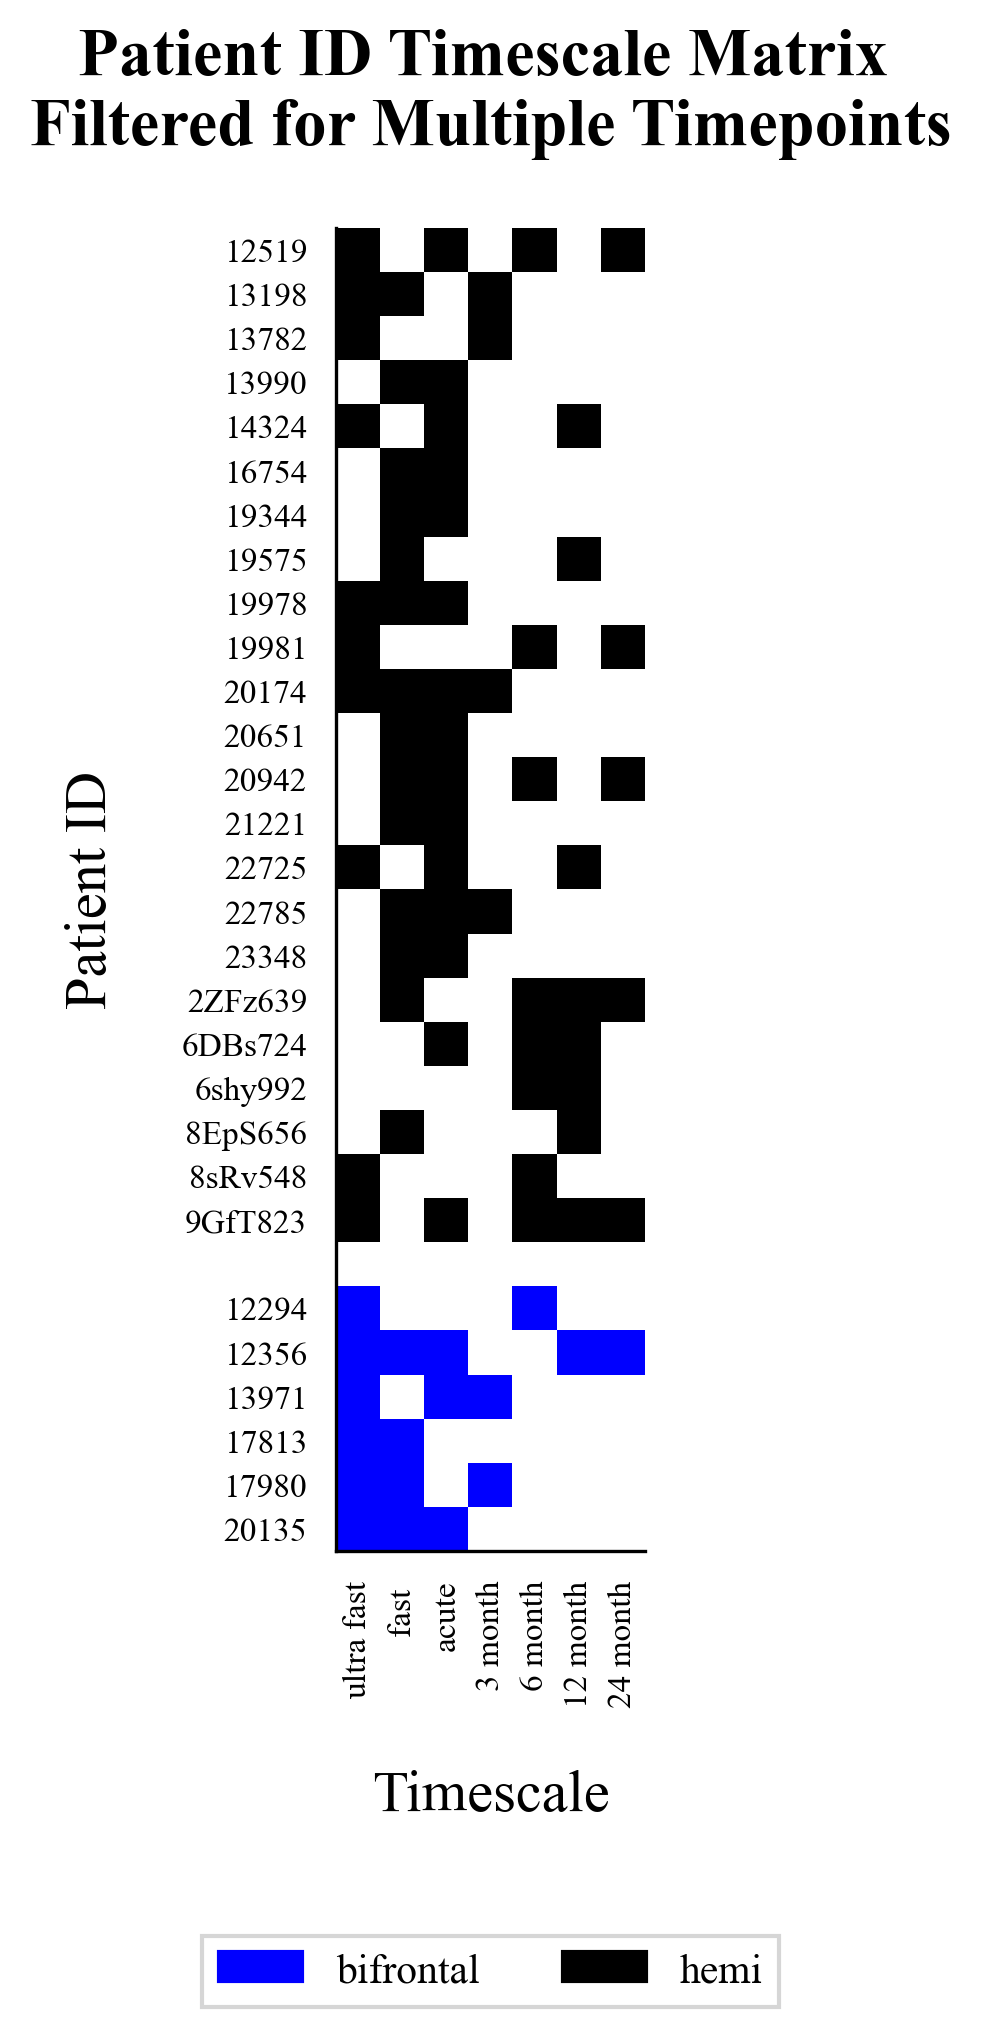 Patient ID Timescale Matrix
Filtered for Multiple Timepoints
Patient ID
12519
13198
13782
13990
14324
16754
19344
19575
19978
19981
20174
20651
20942
21221
22725
22785
23348
2ZFz639
6DBs724
6shy992
8EpS656
8sRv548
9GfT823
12294
12356
13971
17813
17980
20135
ultra fast
fast
acute
3 month
6 month
12 month
24 month
Timescale
bifrontal
hemi